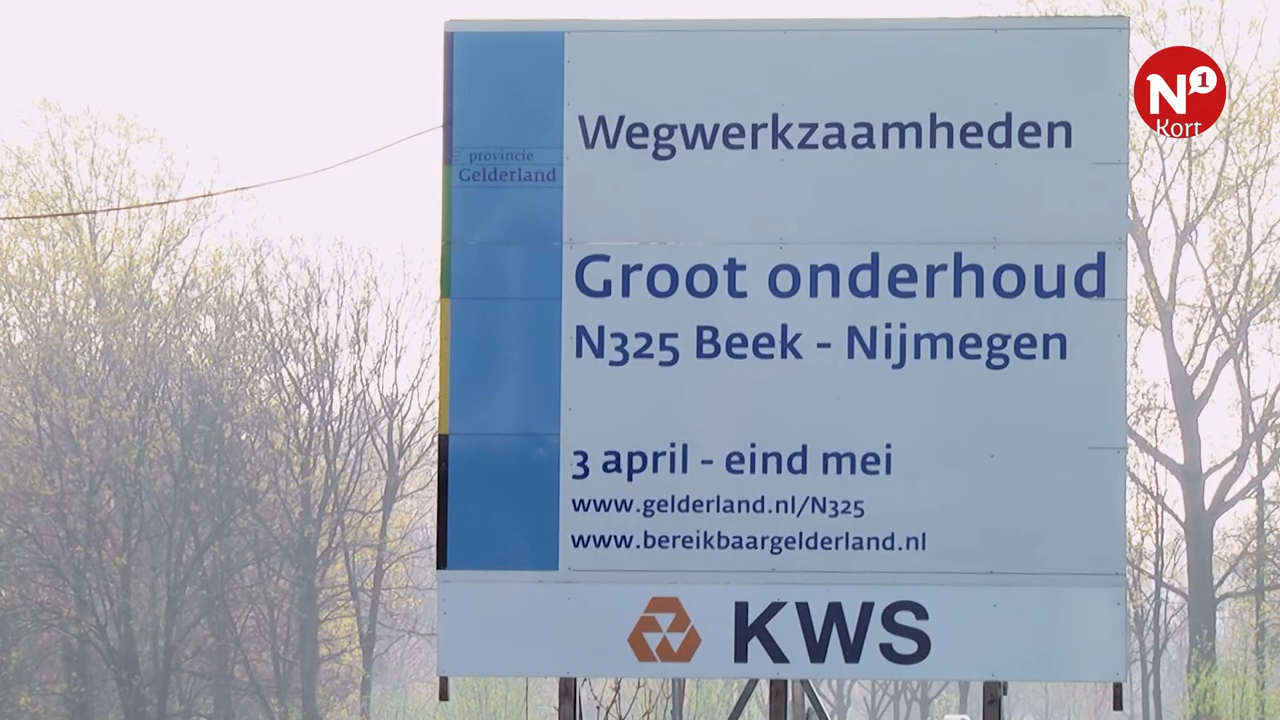 N1
Kort
provincie
Gelderland
Wegwerkzaamheden
Groot onderhoud
N325 Beek - Nijmegen
3 april - eind mei
www.gelderland.nl/N325
www.bereikbaargelderland.nl
KWS